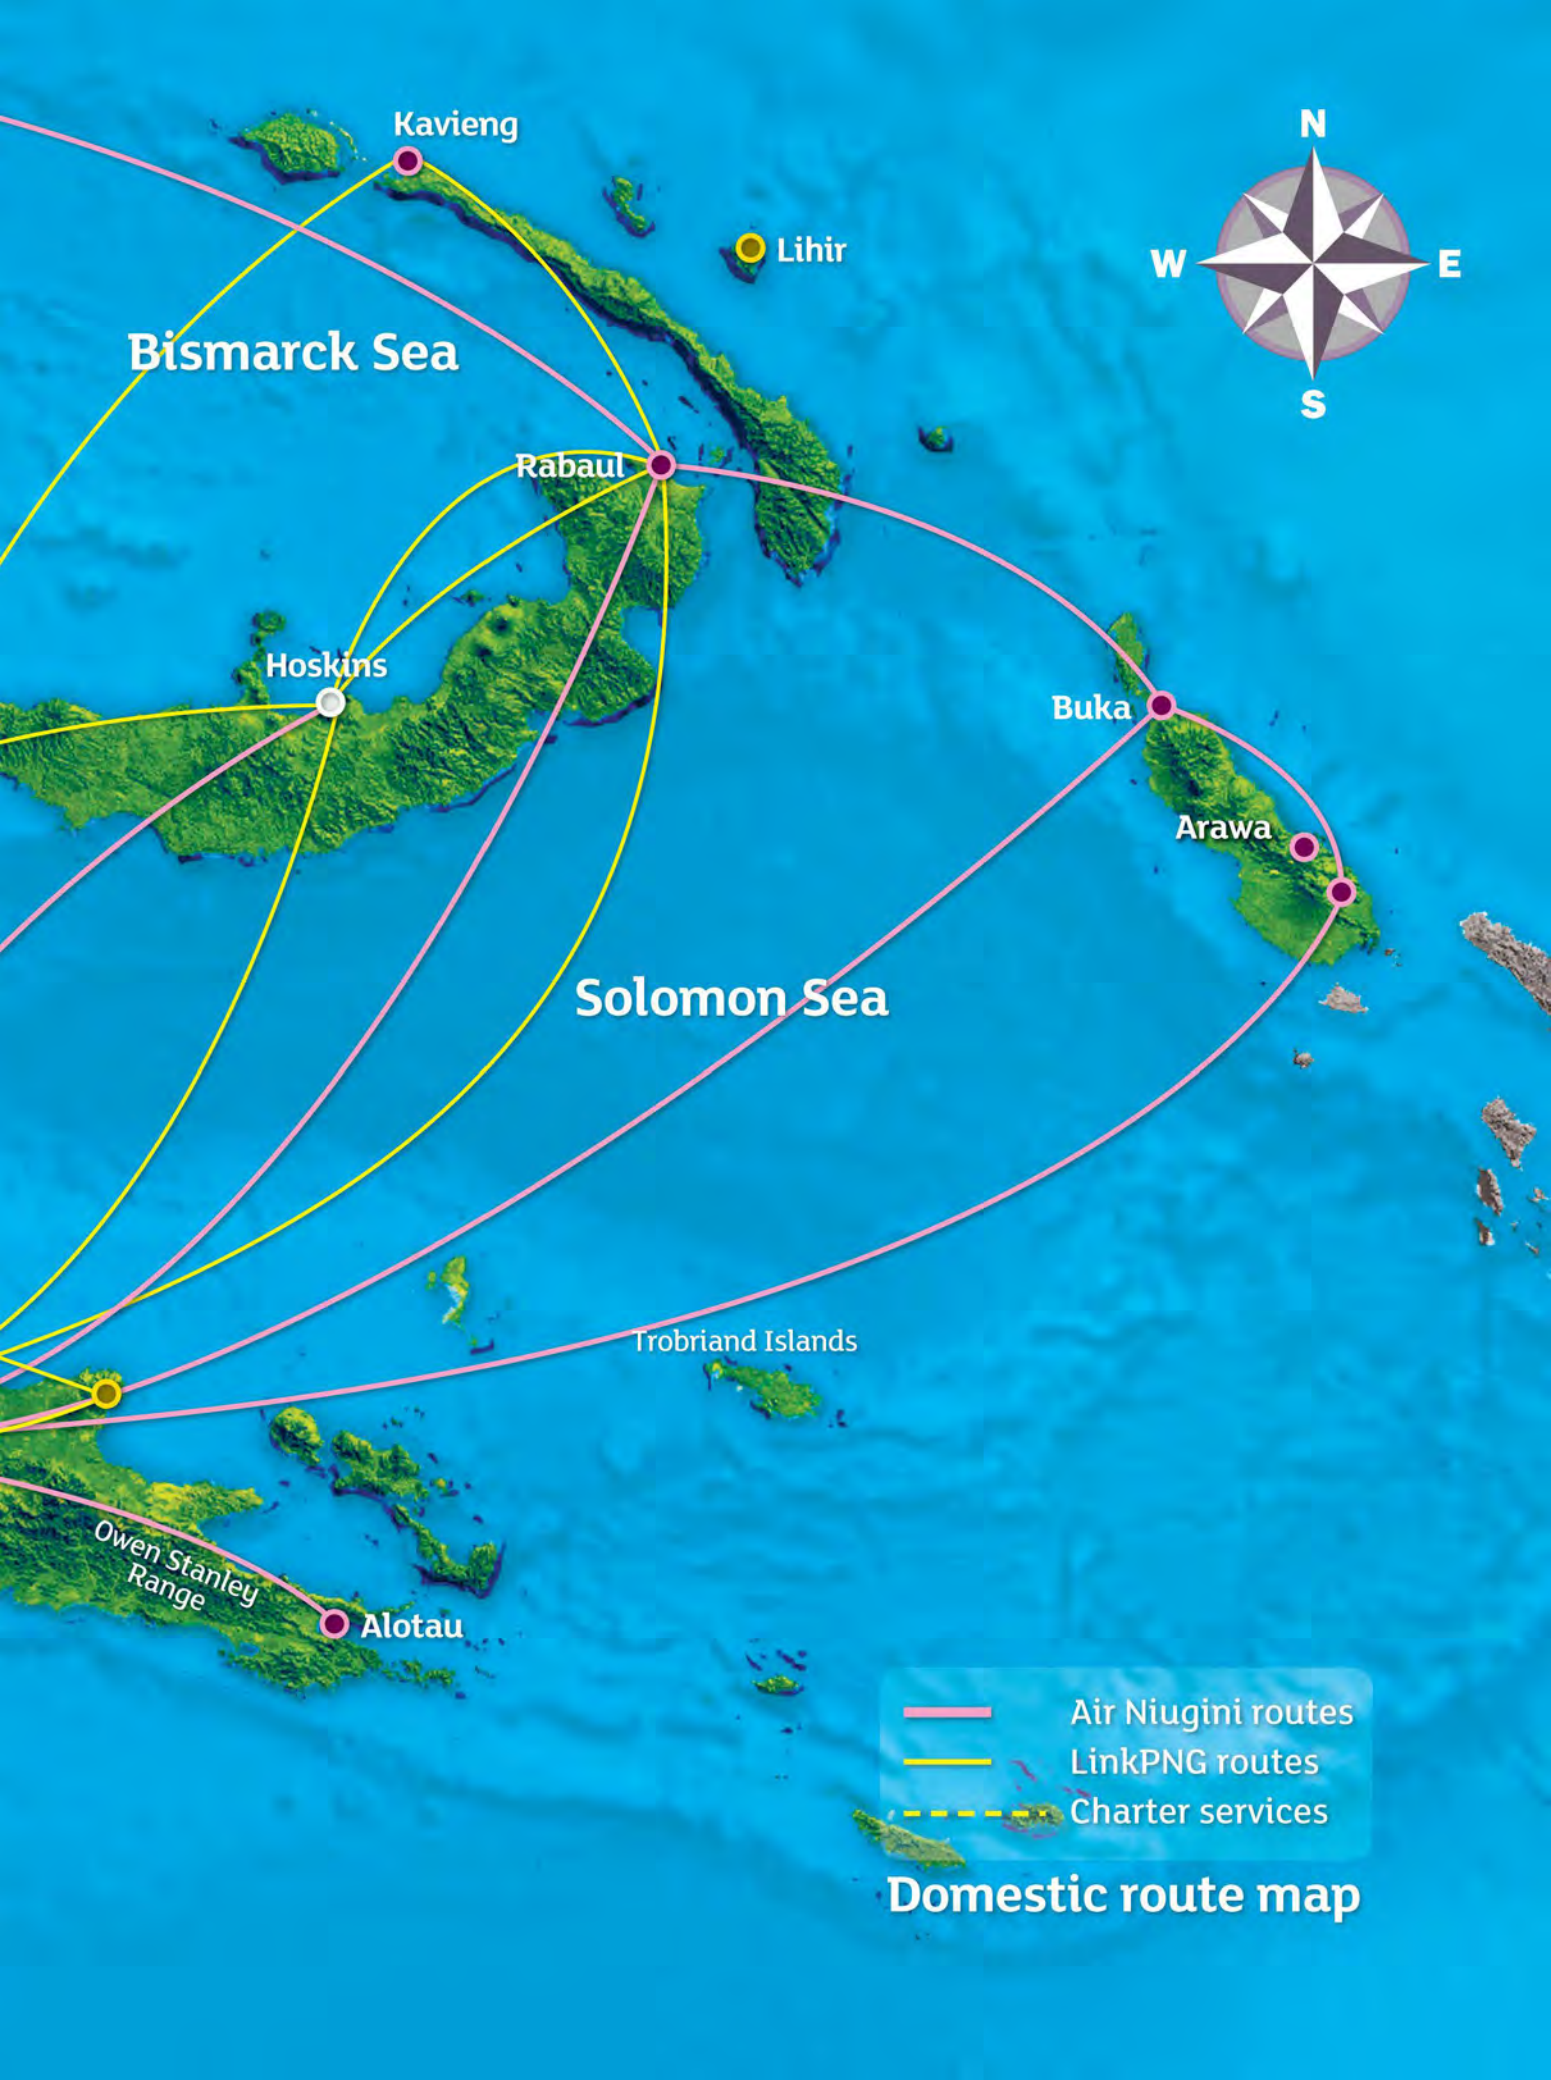 Kavieng
N
Lihir
W
E
Bismarck Sea
S
Rabaul
Hoskins
Buka
Arawa
Solomon Sea
Trobriand Islands
Owen Stanley
Range
Alotau
Air Niugini routes
LinkPNG routes
Charter services
Domestic route map